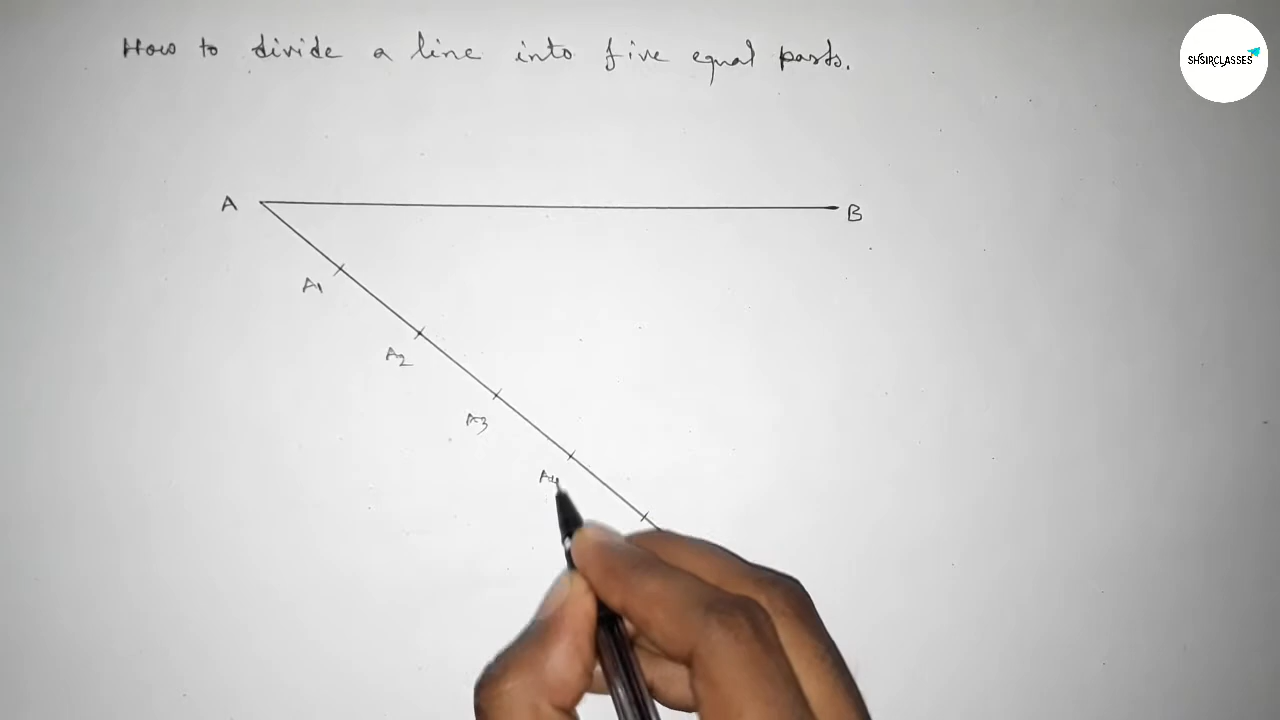 How to divide a line into five equal parts.
SHSIRCLASSES
A
B
A1
A2
A3
A4